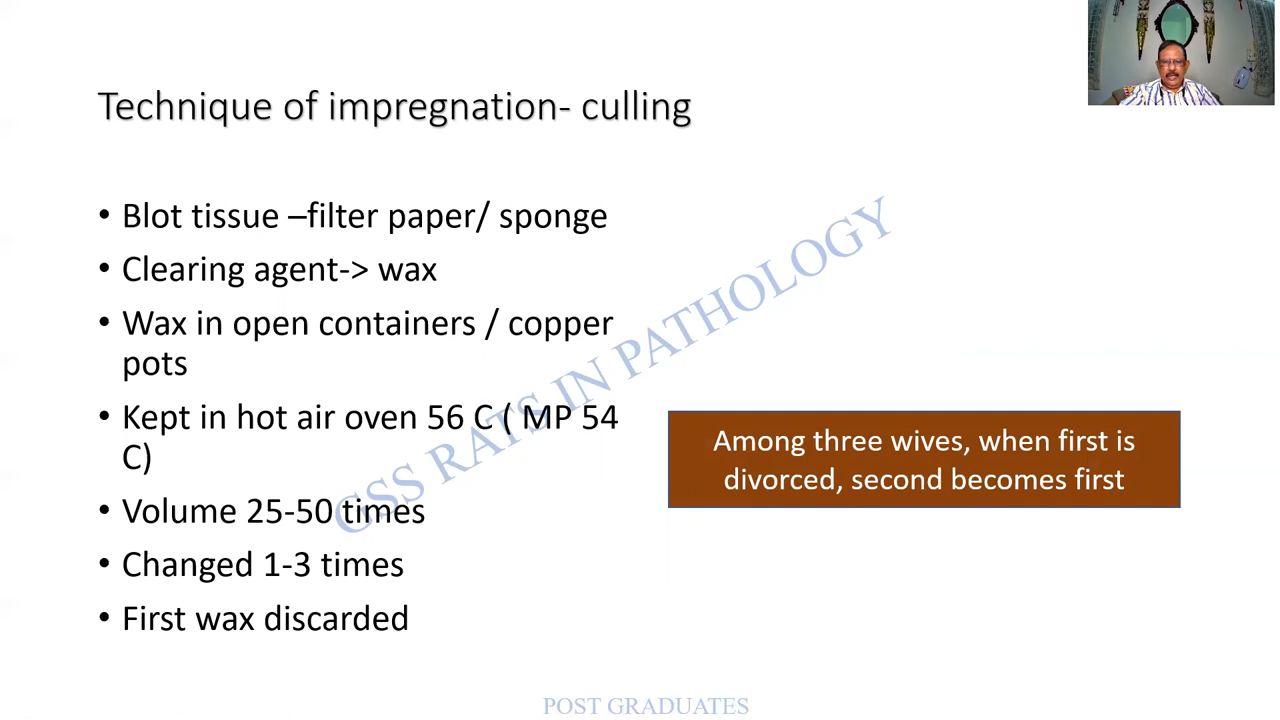 Technique of impregnation- culling
• Blot tissue –filter paper/ sponge
• Clearing agent-> wax
• Wax in open containers / copper
pots
• Kept in hot air oven 56 C ( MP 54
C)
• Volume 25-50 times
• Changed 1-3 times
• First wax discarded
Among three wives, when first is
divorced, second becomes first
GSS RATS IN PATHOLOGY
POST GRADUATES